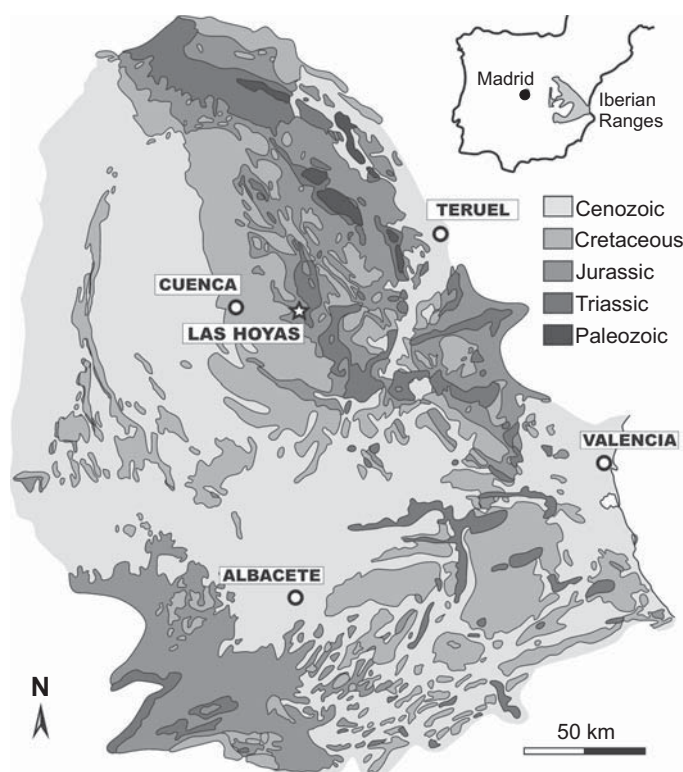 Madrid
Iberian
Ranges
TERUEL
Cenozoic
Cretaceous
Jurassic
Triassic
Paleozoic
CUENCA
LAS HOYAS
VALENCIA
ALBACETE
N
50 km